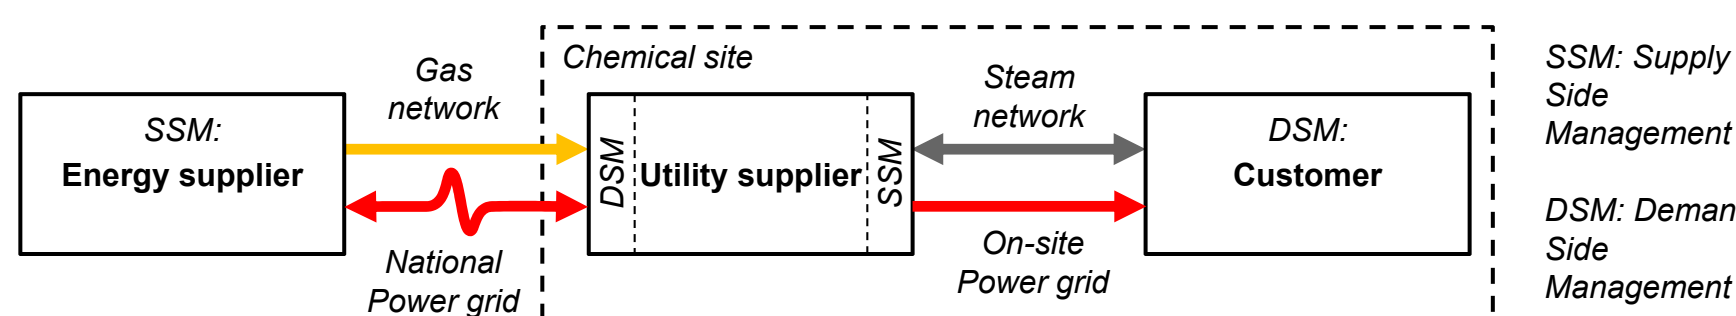 SSM:
Energy supplier
Gas
network
National
Power grid
Chemical site
DSM
Utility supplier
SSM
Steam
network
On-site
Power grid
DSM:
Customer
SSM: Supply
Side
Management
DSM: Deman
Side
Management